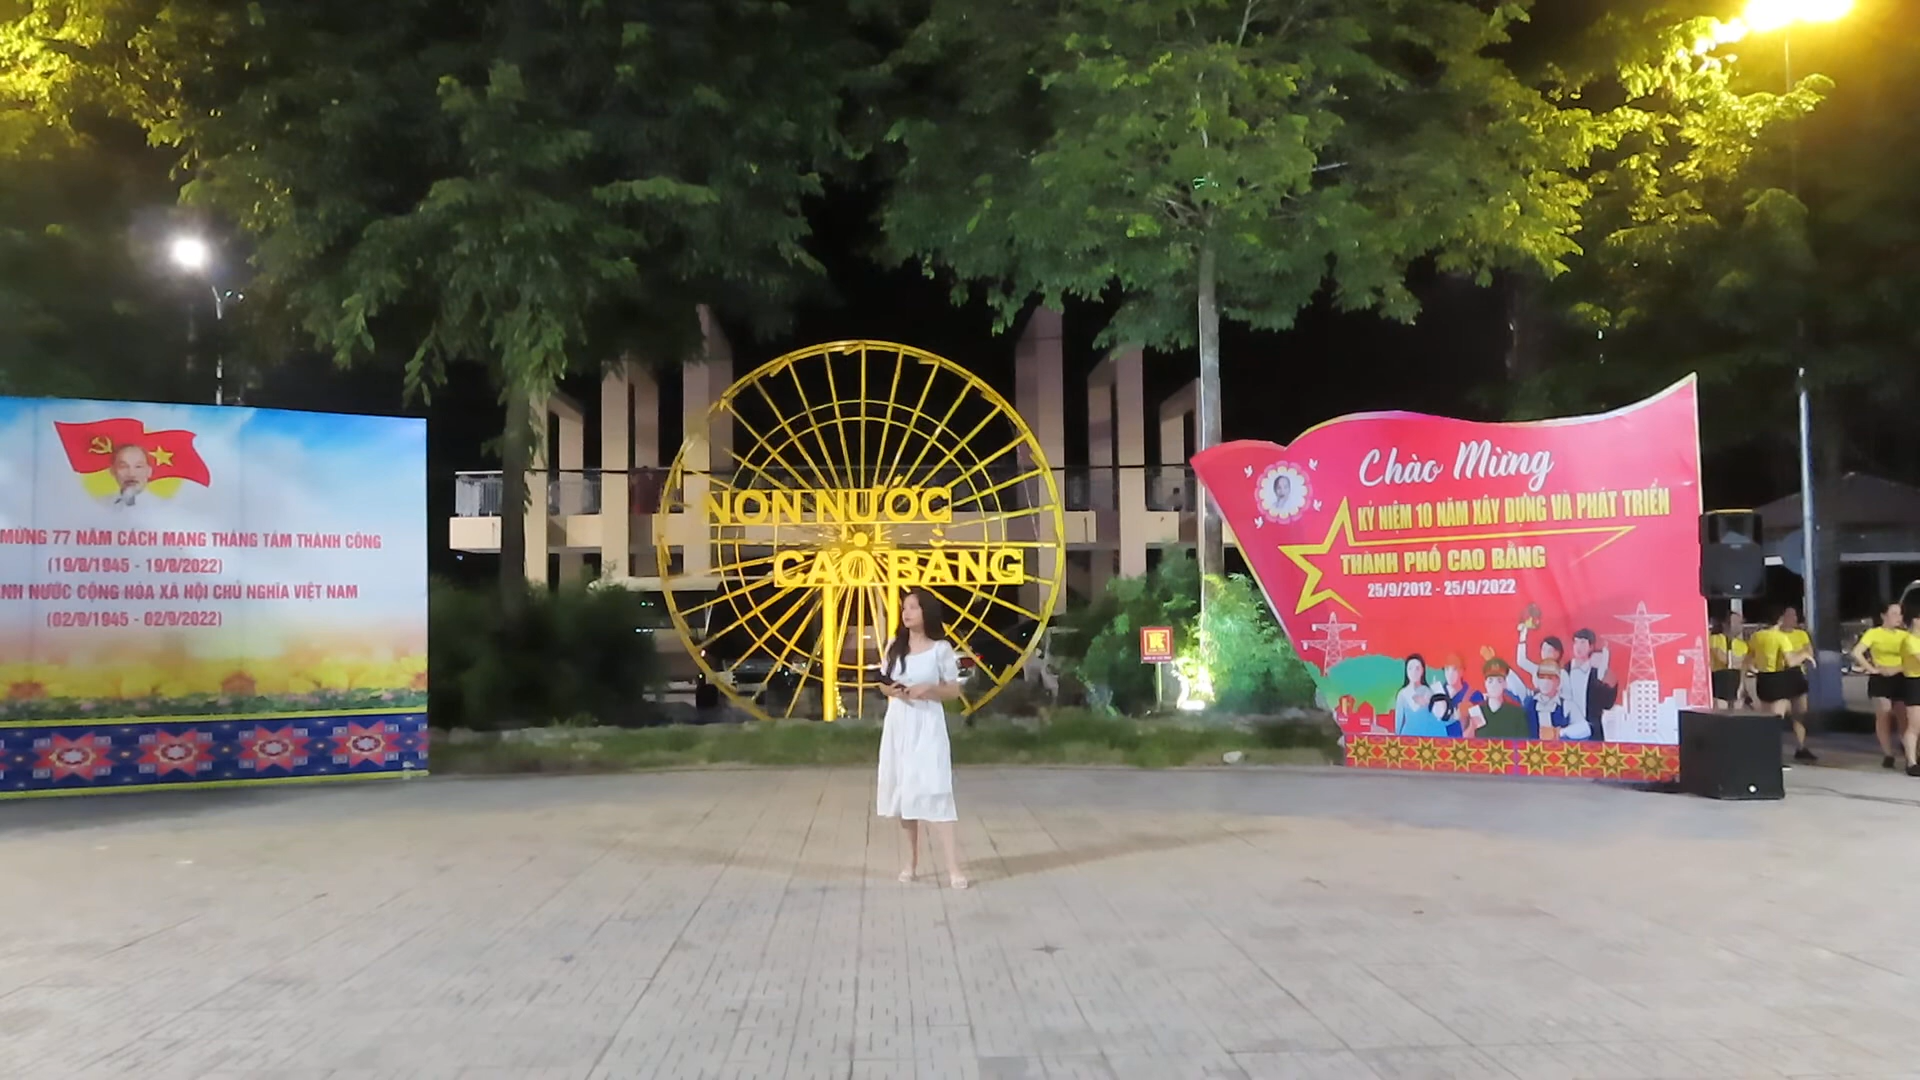 MỪNG 77 NĂM CÁCH MẠNG THÁNG TÁM THÀNH CÔNG
(19/8/1945 - 19/8/2022)
NƯỚC CỘNG HÒA XÃ HỘI CHỦ NGHĨA VIỆT NAM
(02/9/1945 - 02/9/2022)
NON NƯỚC
CAO BẰNG
Chào Mừng
KỶ NIỆM 10 NĂM XÂY DỰNG VÀ PHÁT TRIỂN
THÀNH PHỐ CAO BẰNG
25/9/2012 - 25/9/2022